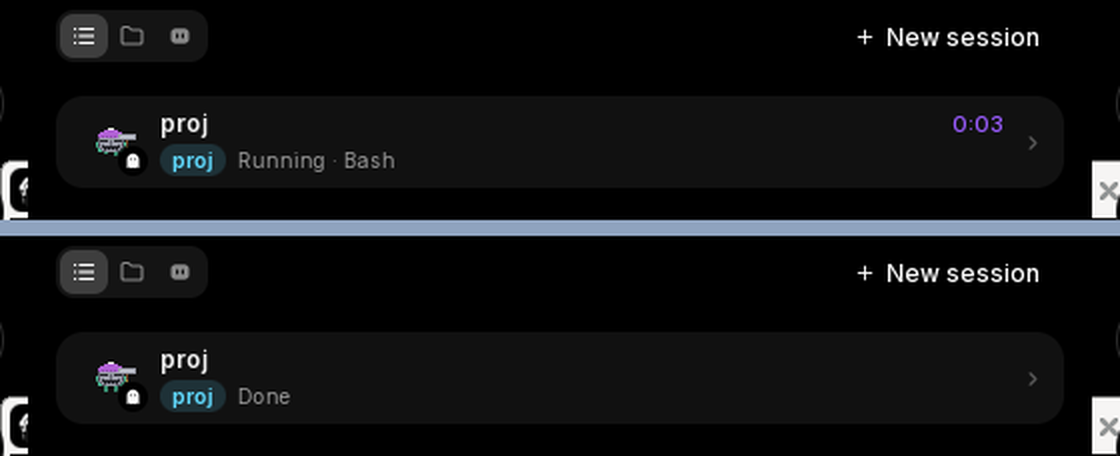 + New session
proj
0:03
proj Running · Bash
+ New session
proj
proj Done